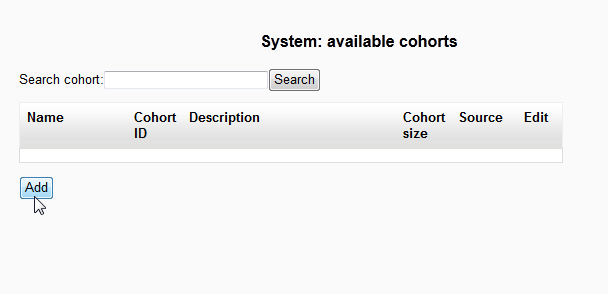 System: available cohorts
Search cohort: Search
Name Cohort ID Description Cohort size Source Edit
Add